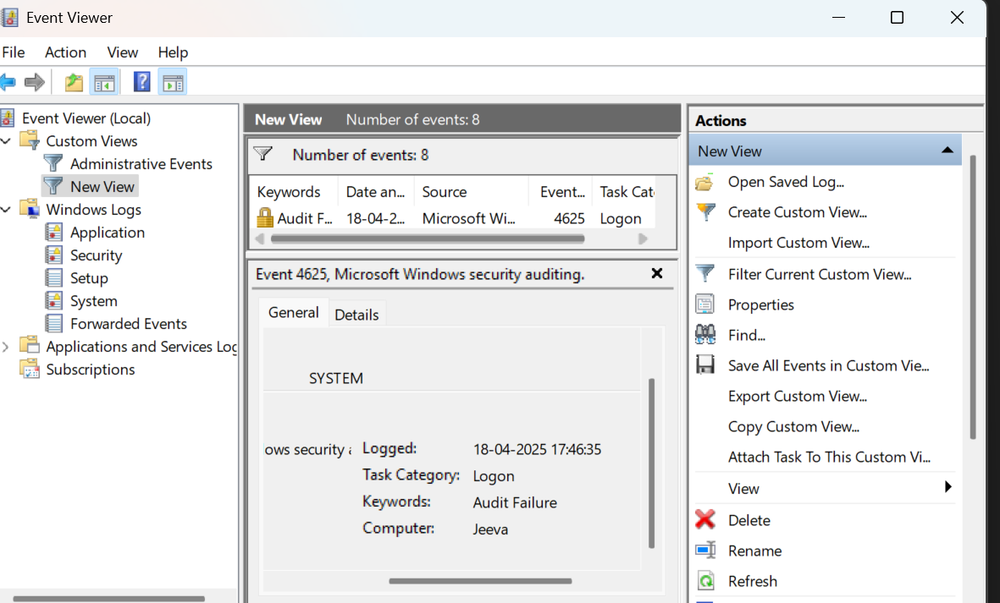 Event Viewer
File Action View Help
Event Viewer (Local)
Custom Views
Administrative Events
New View
Windows Logs
Application
Security
Setup
System
Forwarded Events
Applications and Services Log
Subscriptions
New View Number of events: 8
Number of events: 8
Keywords Date an... Source Event... Task Cat
Audit F... 18-04-2... Microsoft Wi... 4625 Logon
Event 4625, Microsoft Windows security auditing.
General Details
SYSTEM
ows security a Logged: 18-04-2025 17:46:35
Task Category: Logon
Keywords: Audit Failure
Computer: Jeeva
Actions
New View
Open Saved Log...
Create Custom View...
Import Custom View...
Filter Current Custom View...
Properties
Find...
Save All Events in Custom Vie...
Export Custom View...
Copy Custom View...
Attach Task To This Custom Vi...
View
Delete
Rename
Refresh